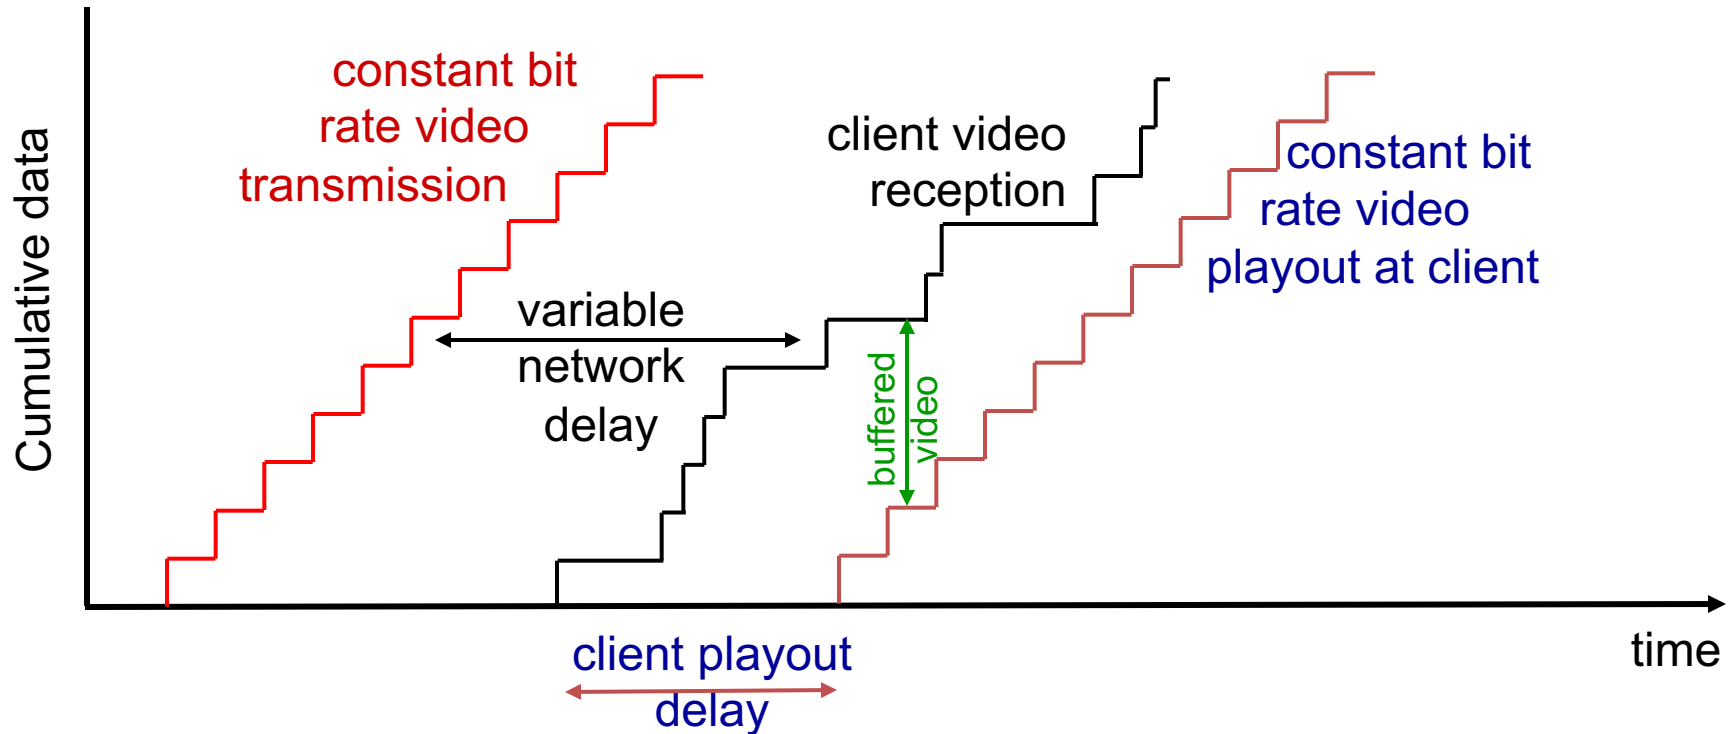 constant bit
rate video
transmission
client video
reception
constant bit
rate video
playout at client
Cumulative data
variable
network
delay
buffered
video
time
client playout
delay